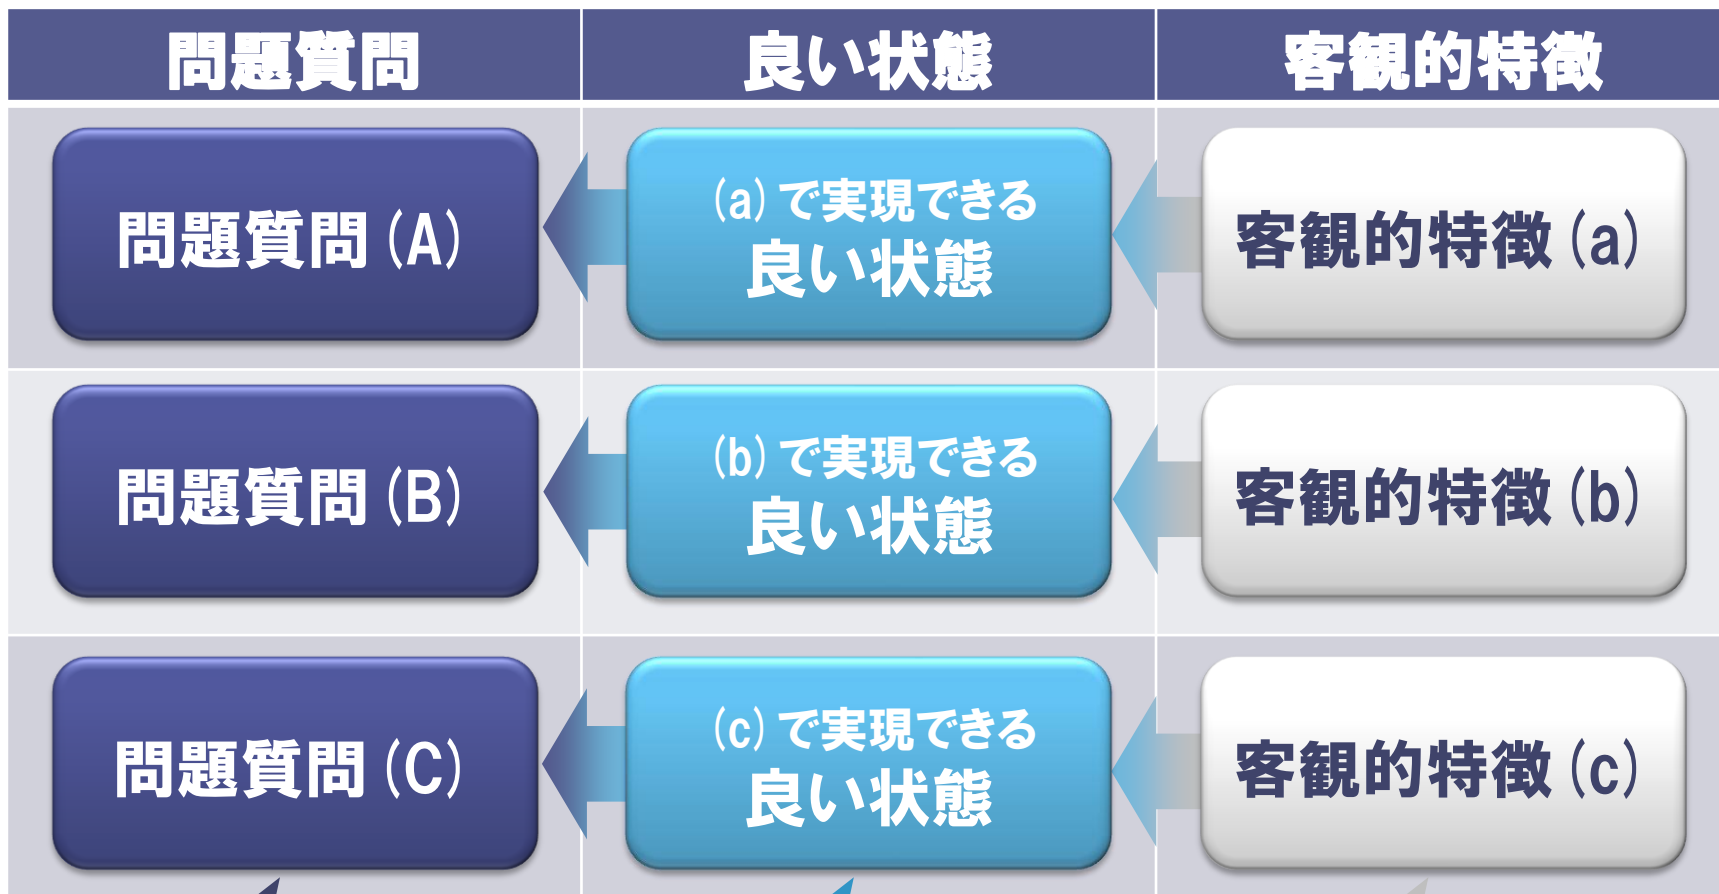 問題質問
良い状態
客観的特徴
問題質問(A)
(a)で実現できる
良い状態
客観的特徴(a)
問題質問(B)
(b)で実現できる
良い状態
客観的特徴(b)
問題質問(C)
(c)で実現できる
良い状態
客観的特徴(c)